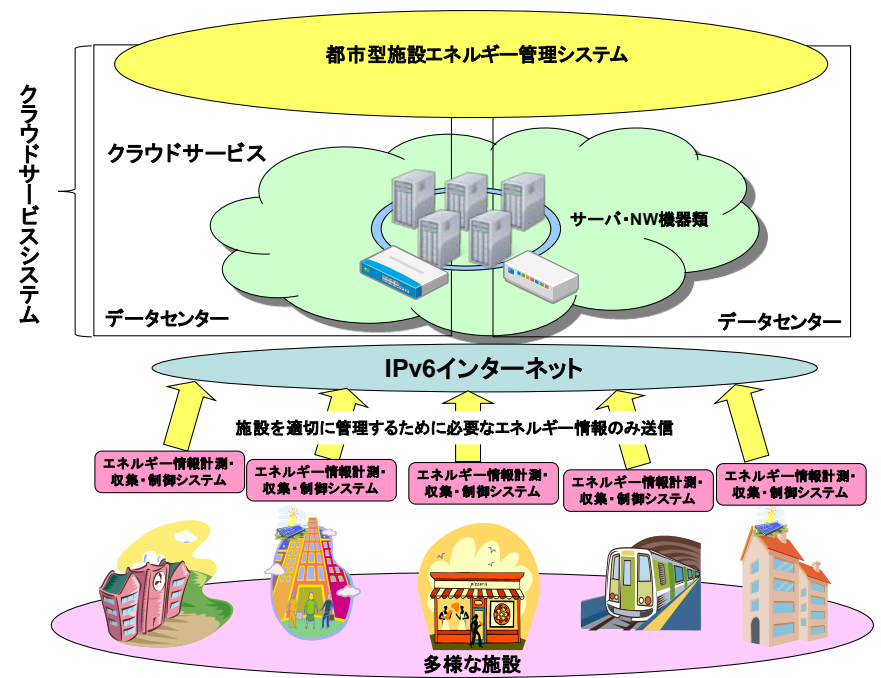 都市型施設エネルギー管理システム
クラウドサービスシステム
クラウドサービス
サーバ・NW機器類
データセンター
データセンター
IPv6インターネット
施設を適切に管理するために必要なエネルギー情報のみ送信
エネルギー情報計測・
収集・制御システム
エネルギー情報計測・
収集・制御システム
エネルギー情報計測・
収集・制御システム
エネルギー情報計測・
収集・制御システム
エネルギー情報計測・
収集・制御システム
pizzeria
多様な施設